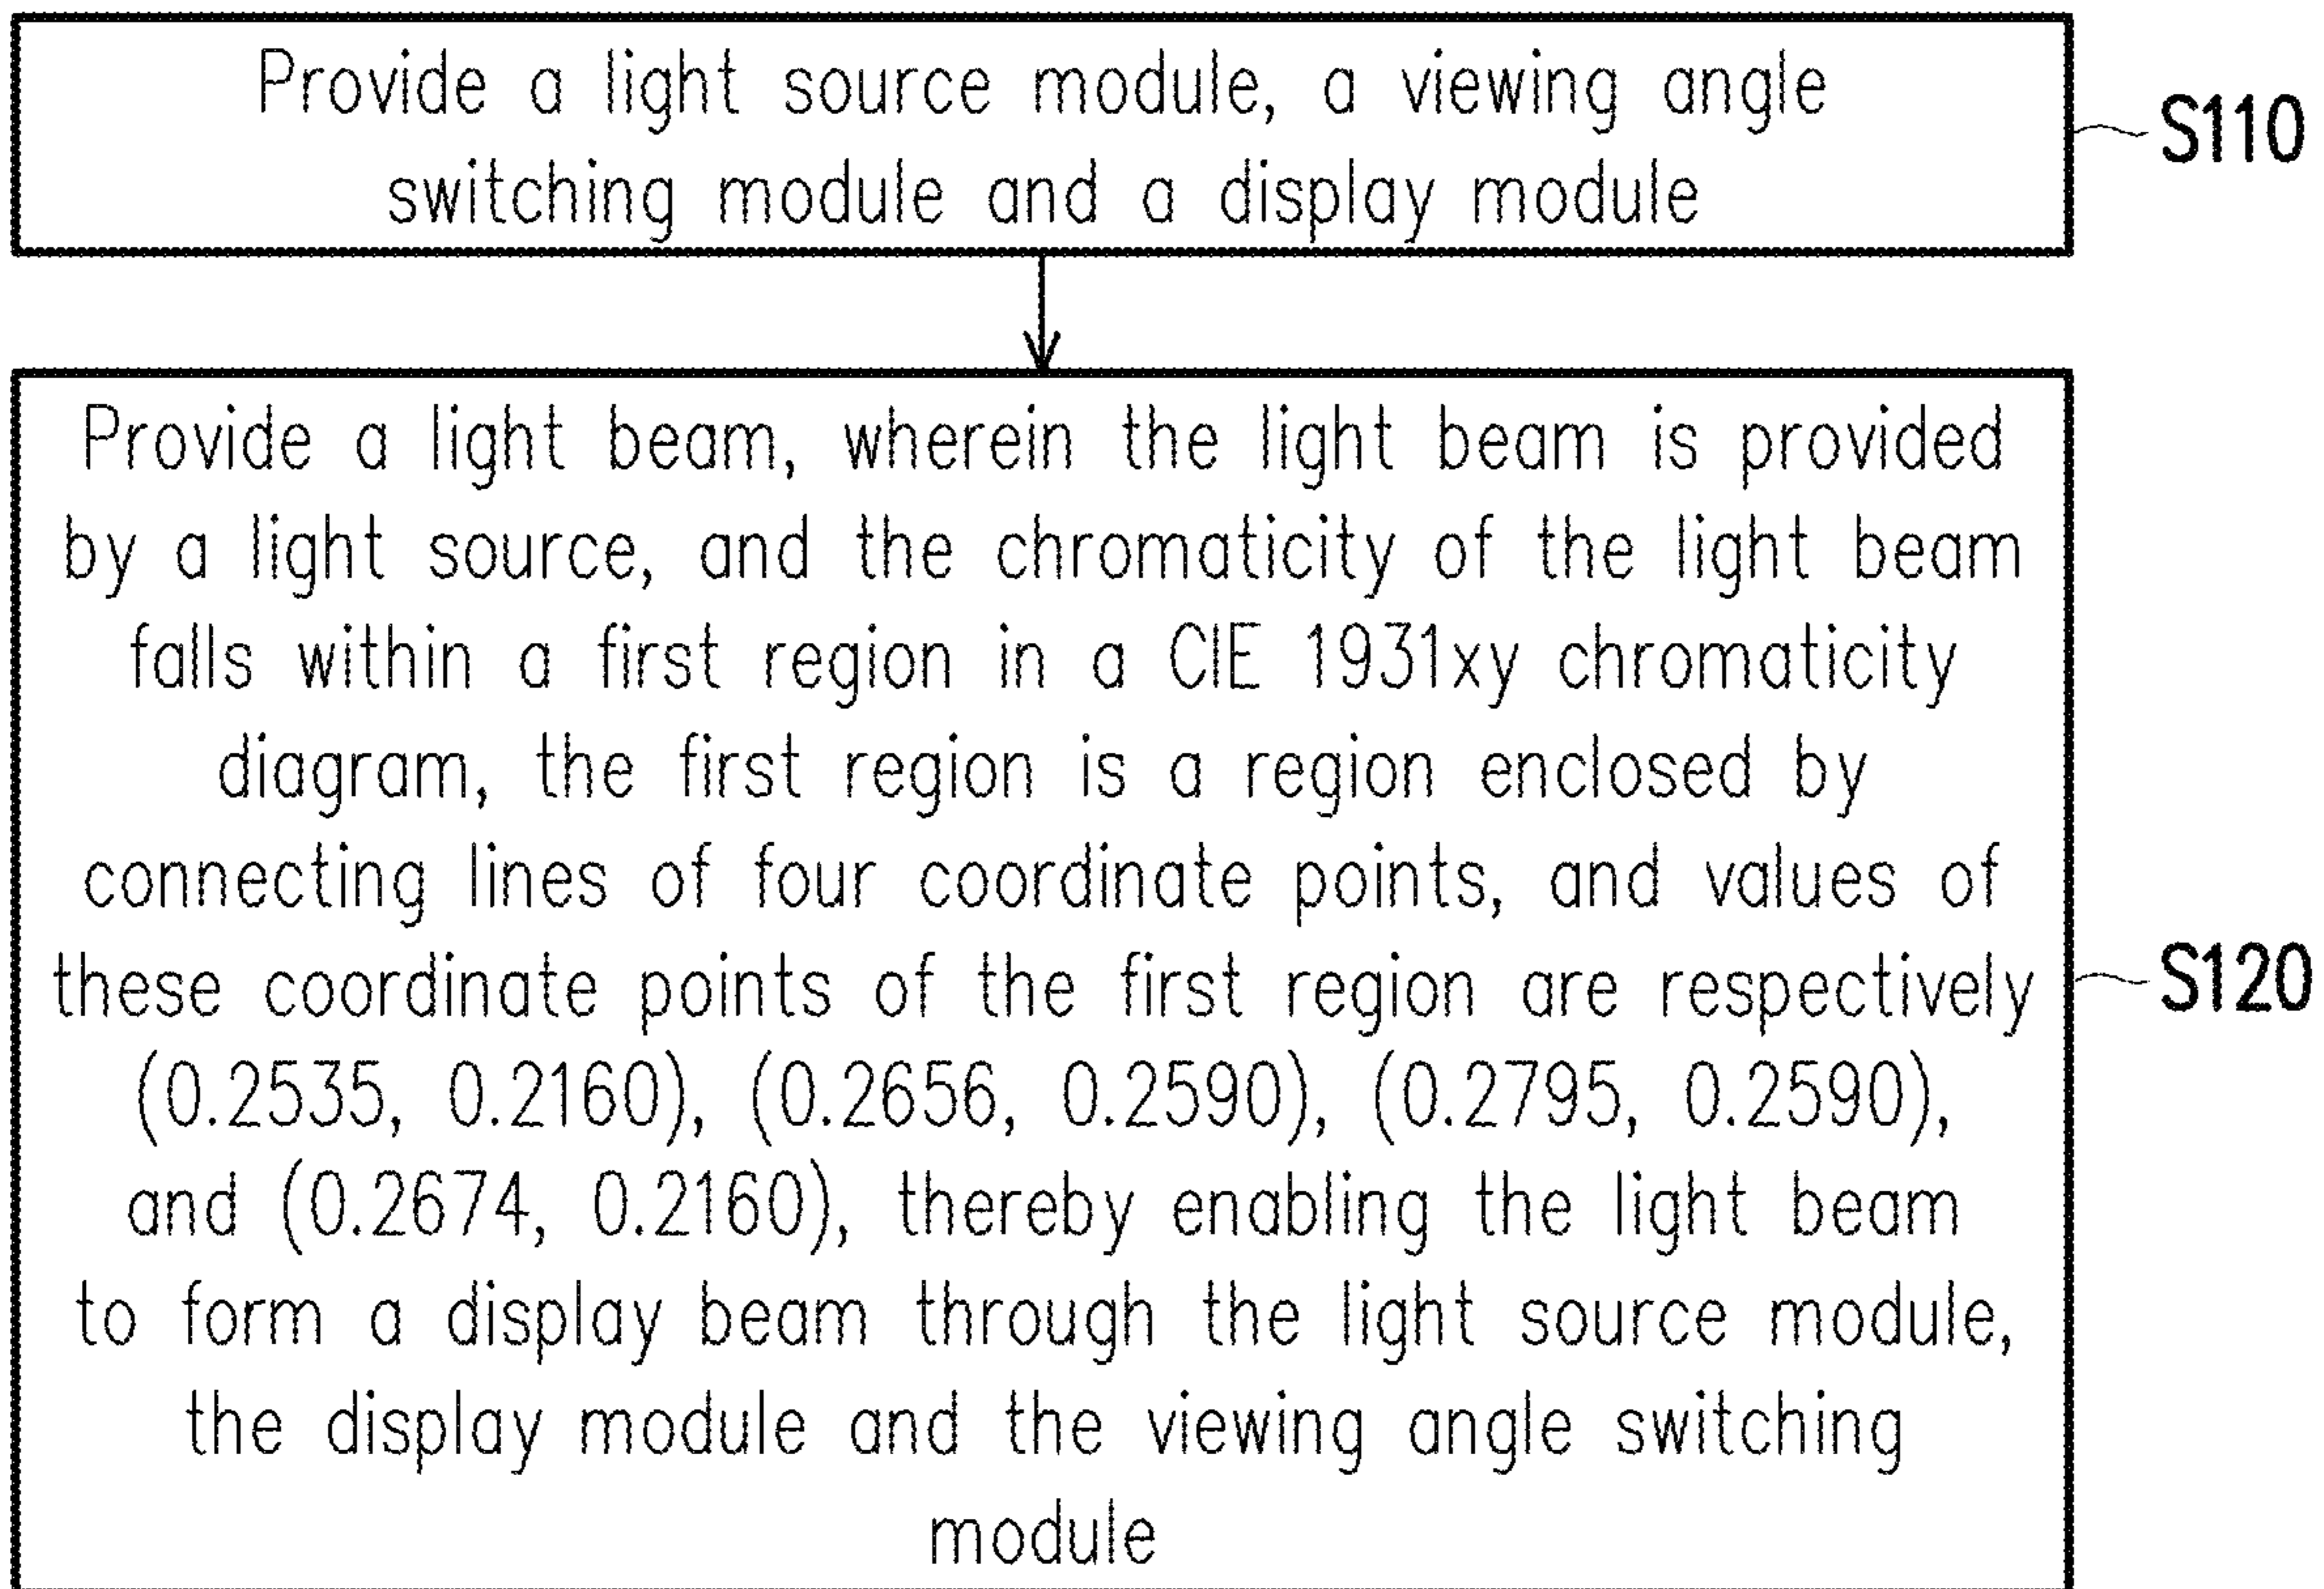 Provide a light source module, a viewing angle
switching module and a display module
S110
Provide a light beam, wherein the light beam is provided
by a light source, and the chromaticity of the light beam
falls within a first region in a CIE 1931xy chromaticity
diagram, the first region is a region enclosed by
connecting lines of four coordinate points, and values of
these coordinate points of the first region are respectively
(0.2535, 0.2160), (0.2656, 0.2590), (0.2795, 0.2590),
and (0.2674, 0.2160), thereby enabling the light beam
to form a display beam through the light source module,
the display module and the viewing angle switching
module
S120